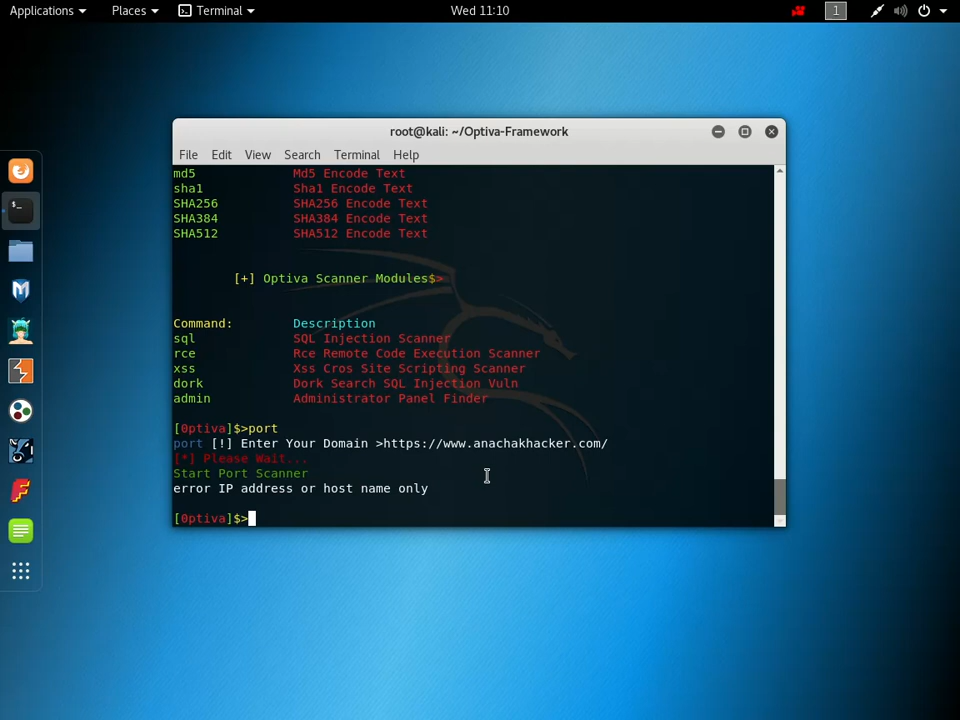 Applications Places Terminal Wed 11:10 1
root@kali: ~/Optiva-Framework
File Edit View Search Terminal Help
md5 Md5 Encode Text
sha1 Sha1 Encode Text
SHA256 SHA256 Encode Text
SHA384 SHA384 Encode Text
SHA512 SHA512 Encode Text
[+] Optiva Scanner Modules$>
Command: Description
sql SQL Injection Scanner
rce Rce Remote Code Execution Scanner
xss Xss Cros Site Scripting Scanner
dork Dork Search SQL Injection Vuln
admin Administrator Panel Finder
[0ptiva]$>port
port [!] Enter Your Domain >https://www.anachakhacker.com/
[*] Please Wait...
Start Port Scanner
error IP address or host name only
[0ptiva]$>